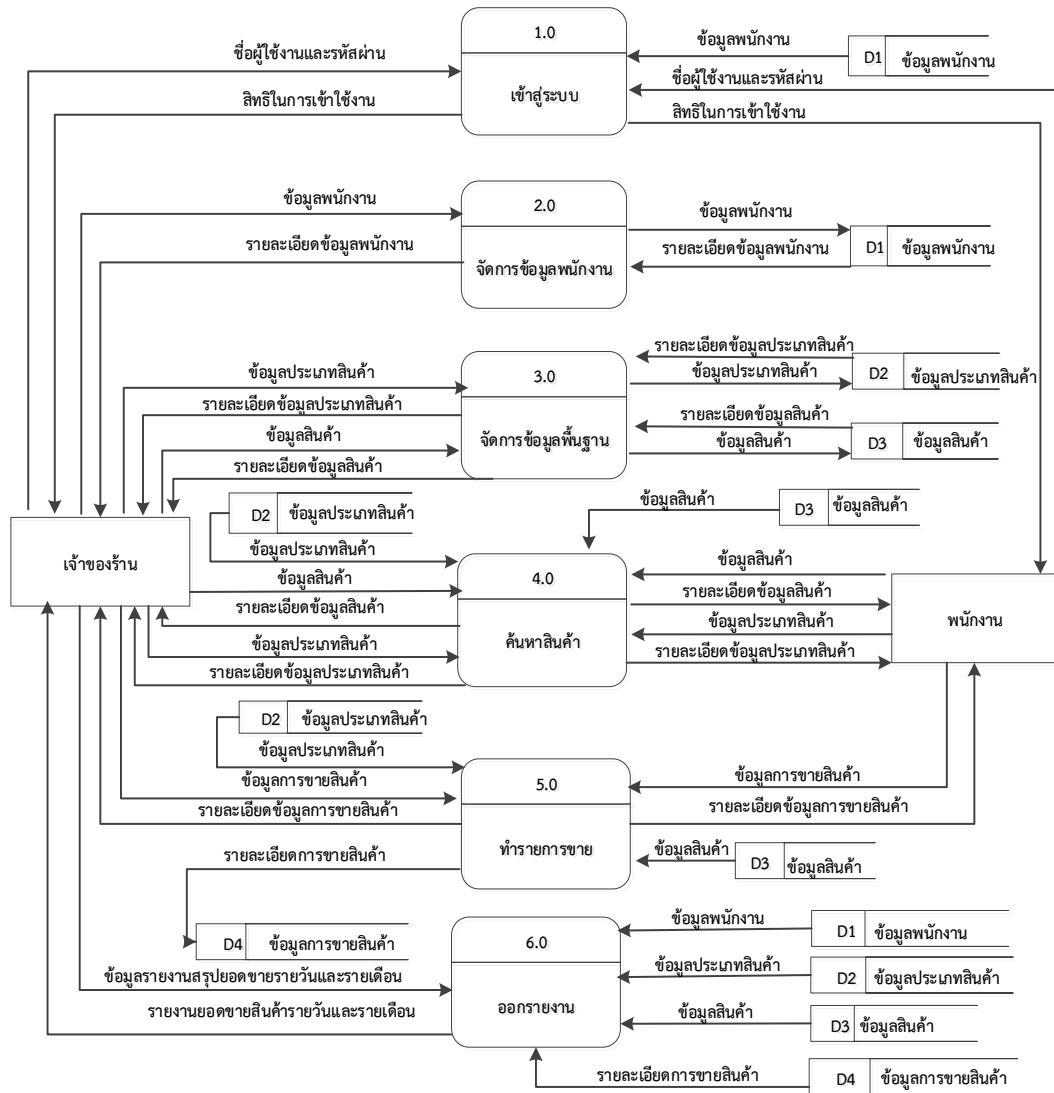 1.0
ข้อมูลพนักงาน
ชื่อผู้ใช้งานและรหัสผ่าน
D1 ข้อมูลพนักงาน
ชื่อผู้ใช้งานและรหัสผ่าน
สิทธิในการเข้าใช้งาน
เข้าสู่ระบบ
สิทธิในการเข้าใช้งาน
2.0
ข้อมูลพนักงาน
ข้อมูลพนักงาน
รายละเอียดข้อมูลพนักงาน
รายละเอียดข้อมูลพนักงาน
D1 ข้อมูลพนักงาน
จัดการข้อมูลพนักงาน
รายละเอียดข้อมูลประเภทสินค้า
ข้อมูลประเภทสินค้า
3.0
ข้อมูลประเภทสินค้า
D2 ข้อมูลประเภทสินค้า
รายละเอียดข้อมูลประเภทสินค้า
รายละเอียดข้อมูลสินค้า
ข้อมูลสินค้า
จัดการข้อมูลพื้นฐาน
ข้อมูลสินค้า
D3 ข้อมูลสินค้า
รายละเอียดข้อมูลสินค้า
D2 ข้อมูลประเภทสินค้า
ข้อมูลสินค้า
D3 ข้อมูลสินค้า
ข้อมูลประเภทสินค้า
เจ้าของร้าน
4.0
ข้อมูลสินค้า
ข้อมูลสินค้า
รายละเอียดข้อมูลสินค้า
รายละเอียดข้อมูลสินค้า
ข้อมูลประเภทสินค้า
พนักงาน
ค้นหาสินค้า
ข้อมูลประเภทสินค้า
รายละเอียดข้อมูลประเภทสินค้า
รายละเอียดข้อมูลประเภทสินค้า
D2 ข้อมูลประเภทสินค้า
ข้อมูลประเภทสินค้า
ข้อมูลการขายสินค้า
5.0
ข้อมูลการขายสินค้า
รายละเอียดข้อมูลการขายสินค้า
รายละเอียดข้อมูลการขายสินค้า
รายละเอียดการขายสินค้า
ทำรายการขาย
ข้อมูลสินค้า
D3 ข้อมูลสินค้า
D4 ข้อมูลการขายสินค้า
6.0
ข้อมูลพนักงาน
D1 ข้อมูลพนักงาน
ข้อมูลรายงานสรุปยอดขายรายวันและรายเดือน
ข้อมูลประเภทสินค้า
D2 ข้อมูลประเภทสินค้า
รายงานยอดขายสินค้ารายวันและรายเดือน
ออกรายงาน
ข้อมูลสินค้า
D3 ข้อมูลสินค้า
รายละเอียดการขายสินค้า
D4 ข้อมูลการขายสินค้า